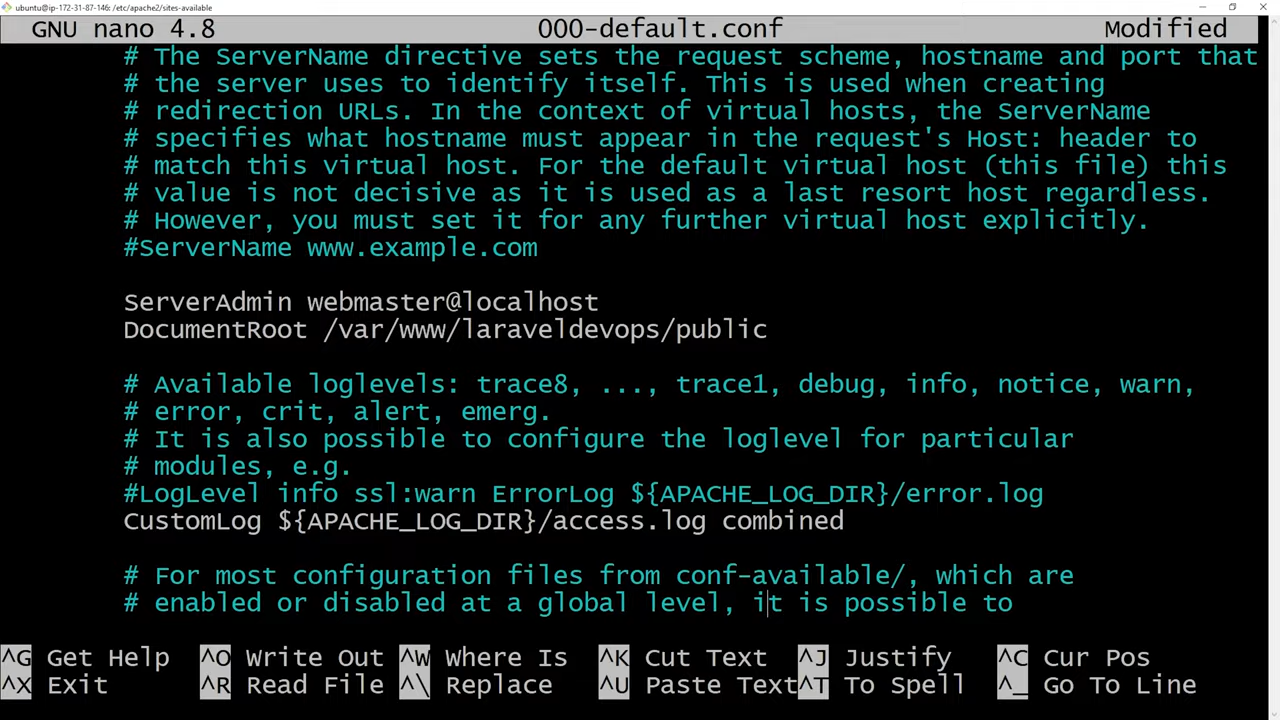 ubuntu@ip-172-31-87-146: /etc/apache2/sites-available
GNU nano 4.8 000-default.conf Modified
# The ServerName directive sets the request scheme, hostname and port that
# the server uses to identify itself. This is used when creating
# redirection URLs. In the context of virtual hosts, the ServerName
# specifies what hostname must appear in the request's Host: header to
# match this virtual host. For the default virtual host (this file) this
# value is not decisive as it is used as a last resort host regardless.
# However, you must set it for any further virtual host explicitly.
#ServerName www.example.com
ServerAdmin webmaster@localhost
DocumentRoot /var/www/laraveldevops/public
# Available loglevels: trace8, ..., trace1, debug, info, notice, warn,
# error, crit, alert, emerg.
# It is also possible to configure the loglevel for particular
# modules, e.g.
#LogLevel info ssl:warn ErrorLog ${APACHE_LOG_DIR}/error.log
CustomLog ${APACHE_LOG_DIR}/access.log combined
# For most configuration files from conf-available/, which are
# enabled or disabled at a global level, it is possible to
^G Get Help ^O Write Out ^W Where Is ^K Cut Text ^J Justify ^C Cur Pos
^X Exit ^R Read File ^\ Replace ^U Paste Text ^T To Spell ^_ Go To Line